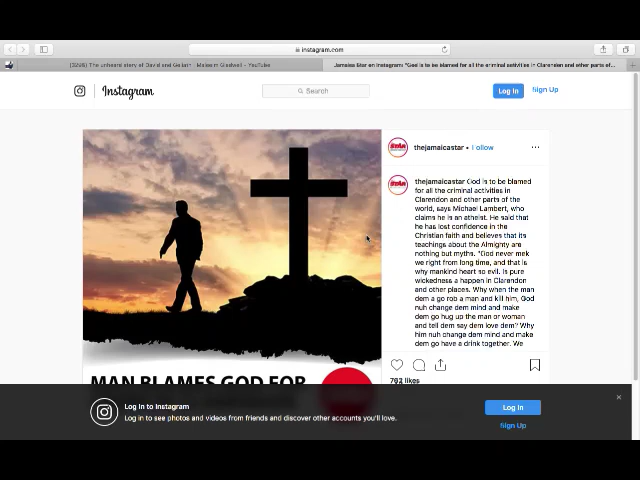 instagram.com
(3298) The unheard story of David and Goliath - Malcolm Gladwell - YouTube
Jamaica Star on Instagram: "God is to be blamed for all the criminal activities in Clarendon and other parts of...
Instagram
Search
Log In
Sign Up
STAR
thejamaicastar • Follow
STAR
thejamaicastar God is to be blamed
for all the criminal activities in
Clarendon and other parts of the
world, says Michael Lambert, who
claims he is an atheist. He said that
he has lost confidence in the
Christian faith and believes that its
teachings about the Almighty are
nothing but myths. "God never mek
we right from long time, and that is
why mankind heart so evil. Is pure
wickedness a happen in Clarendon
and other places. Why when the man
dem a go rob a man and kill him, God
nuh change dem mind and make
dem go hug up the man or woman
and tell dem say dem love dem? Why
him nuh change dem mind and make
dem go have a drink together. We
MAN BLAMES GOD FOR
likes
Log In to Instagram
Log in to see photos and videos from friends and discover other accounts you'll love.
Log In
Sign Up